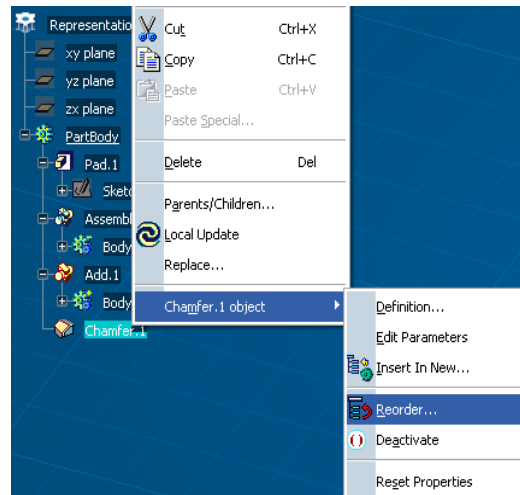 Representatio
xy plane
yz plane
zx plane
PartBody
Pad.1
Sketc
Assembl
Body
Add.1
Body
Chamfer.1
Cut Ctrl+X
Copy Ctrl+C
Paste Ctrl+V
Paste Special...
Delete Del
Parents/Children...
Local Update
Replace...
Chamfer.1 object
Definition...
Edit Parameters
Insert In New...
Reorder...
Deactivate
Reset Properties